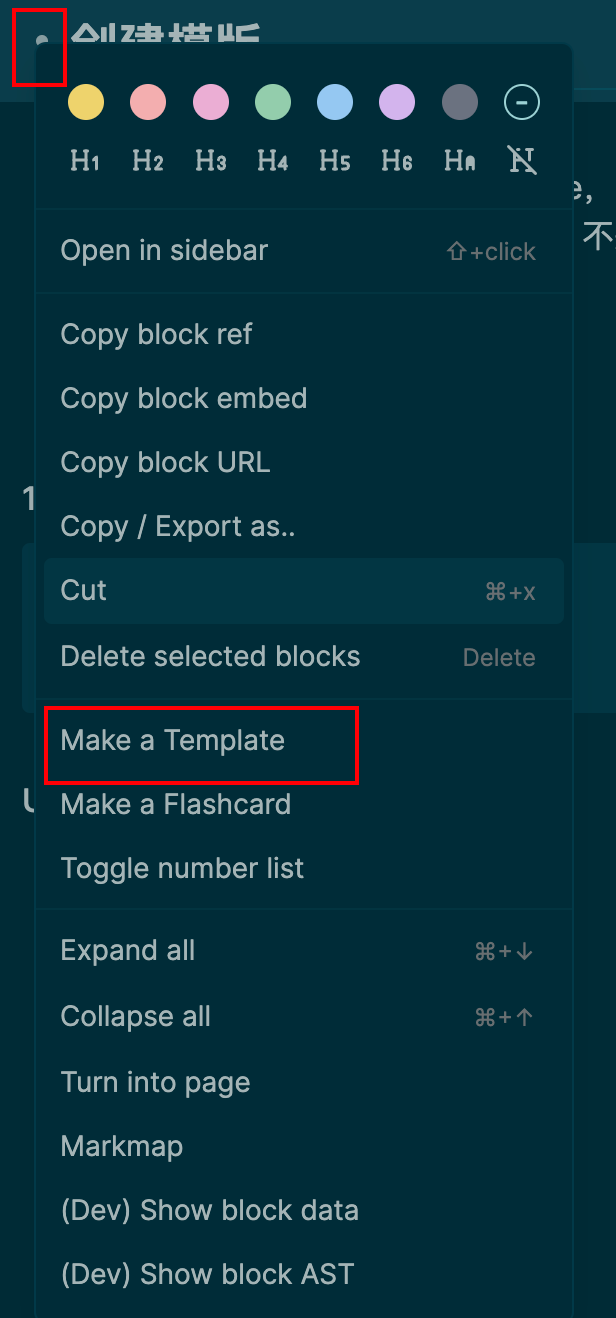 创建模版
H1 H2 H3 H4 H5 H6 HA H
e,
Open in sidebar ⇧+click
不
Copy block ref
Copy block embed
Copy block URL
1
Copy / Export as..
Cut ⌘+x
Delete selected blocks Delete
Make a Template
Make a Flashcard
Toggle number list
Expand all ⌘+↓
Collapse all ⌘+↑
Turn into page
Markmap
(Dev) Show block data
(Dev) Show block AST